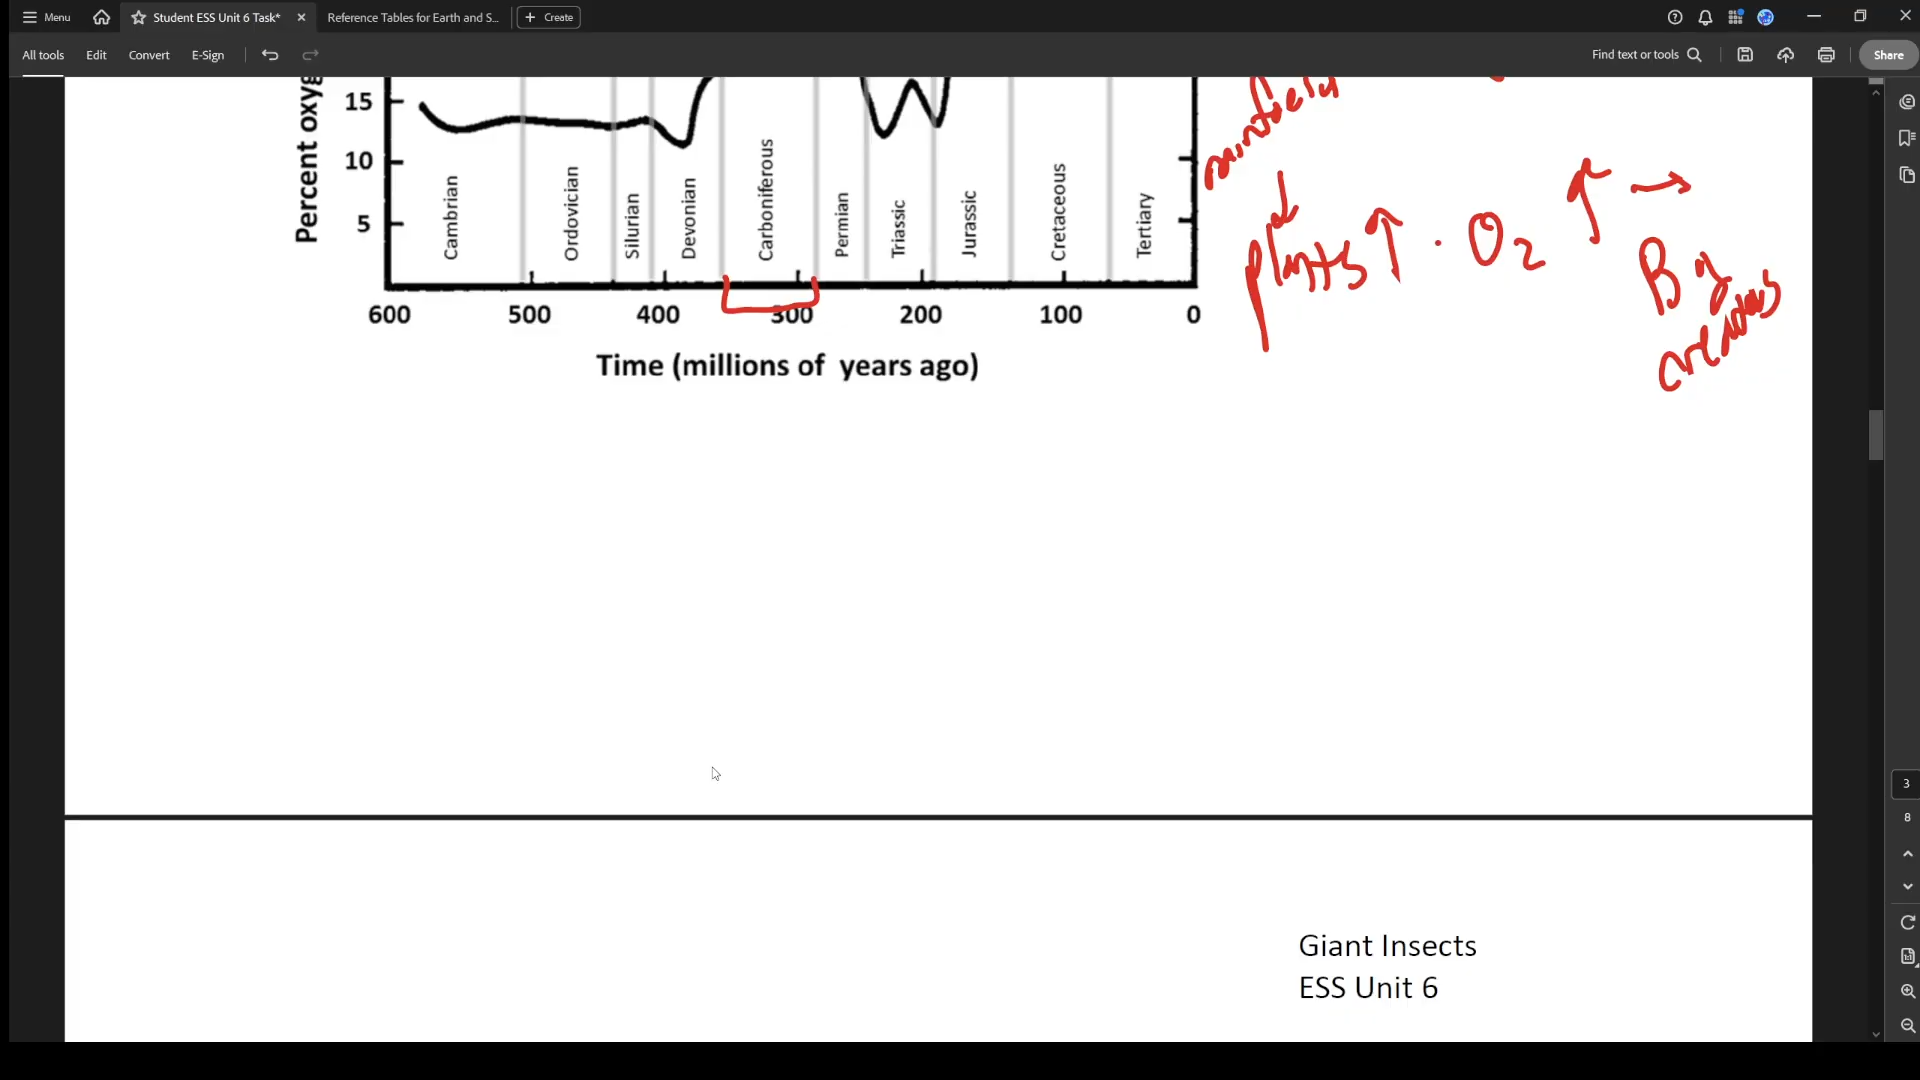 Menu
Student ESS Unit 6 Task*
Reference Tables for Earth and S...
Create
All tools
Edit
Convert
E-Sign
Find text or tools
Share
Percent oxyg
15
10
5
Cambrian
Ordovician
Silurian
Devonian
Carboniferous
Permian
Triassic
Jurassic
Cretaceous
Tertiary
600 500 400 300 200 100 0
Time (millions of years ago)
plants ↑ · O2 ↑ →
Big
creatures
3
8
Giant Insects
ESS Unit 6